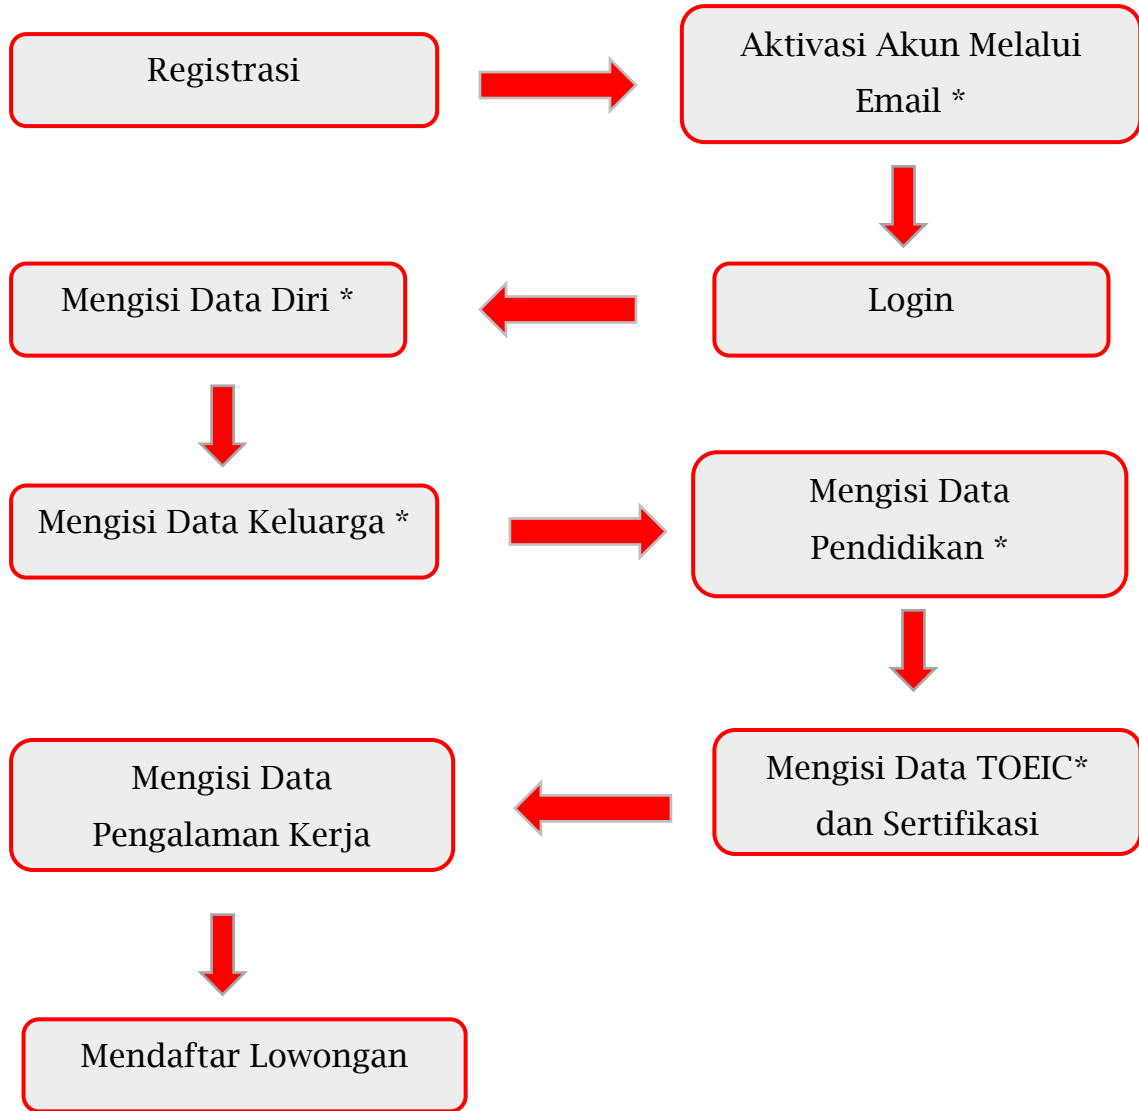 Registrasi
Aktivasi Akun Melalui
Email *
Login
Mengisi Data Diri *
Mengisi Data Keluarga *
Mengisi Data
Pendidikan *
Mengisi Data TOEIC*
dan Sertifikasi
Mengisi Data
Pengalaman Kerja
Mendaftar Lowongan